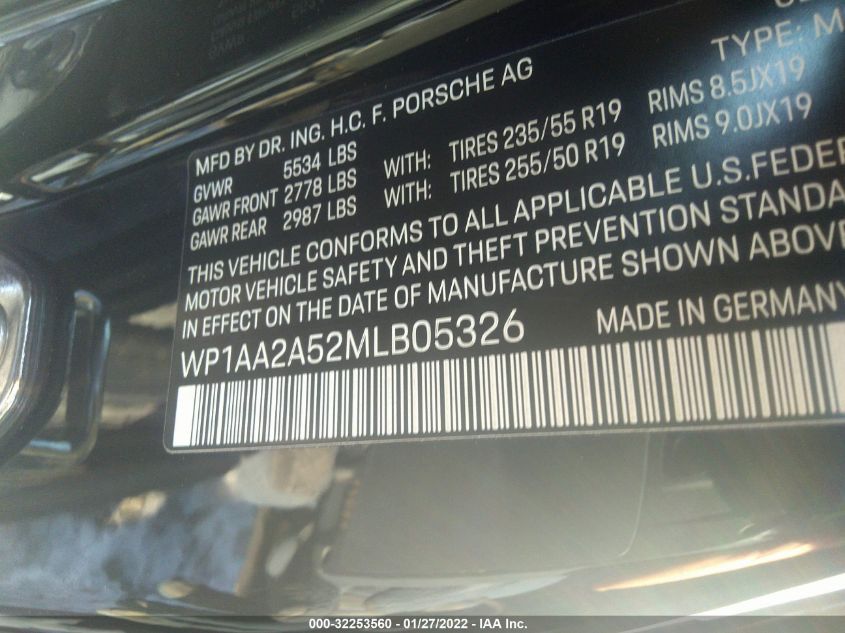 TYPE: M
MFD BY DR. ING. H.C. F. PORSCHE AG
GVWR 5534 LBS
GAWR FRONT 2778 LBS WITH: TIRES 235/55 R19 RIMS 8.5JX19
GAWR REAR 2987 LBS WITH: TIRES 255/50 R19 RIMS 9.0JX19
THIS VEHICLE CONFORMS TO ALL APPLICABLE U.S.FEDER
MOTOR VEHICLE SAFETY AND THEFT PREVENTION STANDA
IN EFFECT ON THE DATE OF MANUFACTURE SHOWN ABOVE
WP1AA2A52MLB05326 MADE IN GERMANY
000-32253560 - 01/27/2022 - IAA Inc.